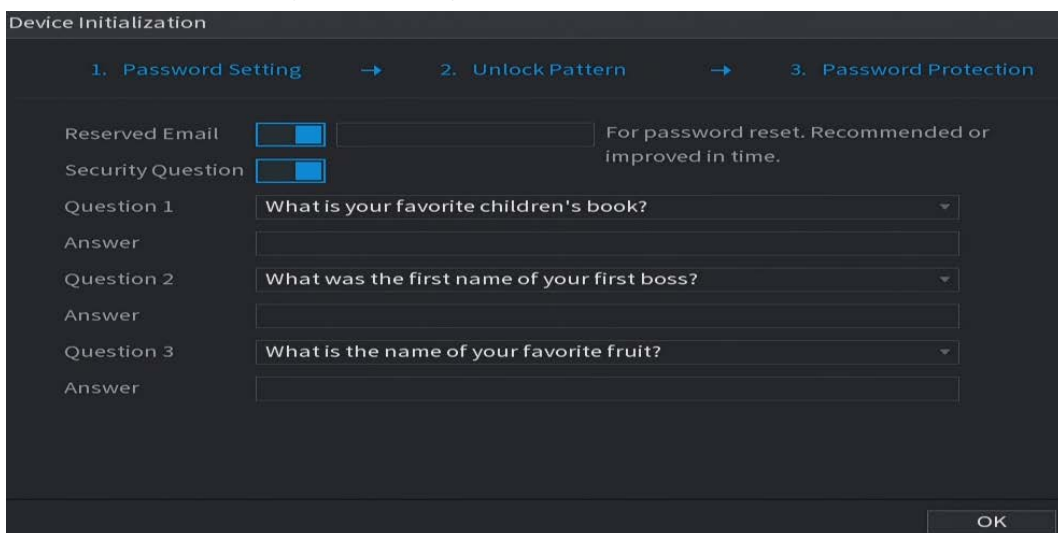 Device Initialization
1. Password Setting → 2. Unlock Pattern → 3. Password Protection
Reserved Email For password reset. Recommended or
improved in time.
Security Question
Question 1 What is your favorite children's book?
Answer
Question 2 What was the first name of your first boss?
Answer
Question 3 What is the name of your favorite fruit?
Answer
OK